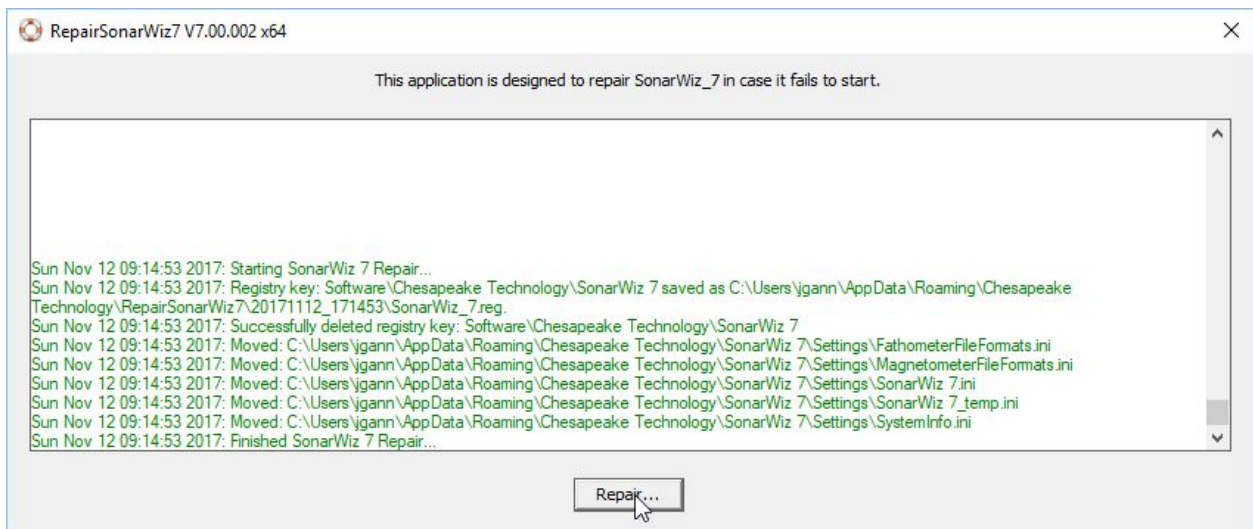 RepairSonarWiz7 V7.00.002 x64
This application is designed to repair SonarWiz_7 in case it fails to start.
Sun Nov 12 09:14:53 2017: Starting SonarWiz 7 Repair...
Sun Nov 12 09:14:53 2017: Registry key: Software\Chesapeake Technology\SonarWiz 7 saved as C:\Users\jgann\AppData\Roaming\Chesapeake
Technology\RepairSonarWiz7\20171112_171453\SonarWiz_7.reg.
Sun Nov 12 09:14:53 2017: Successfully deleted registry key: Software\Chesapeake Technology\SonarWiz 7
Sun Nov 12 09:14:53 2017: Moved: C:\Users\jgann\AppData\Roaming\Chesapeake Technology\SonarWiz 7\Settings\FathometerFileFormats.ini
Sun Nov 12 09:14:53 2017: Moved: C:\Users\jgann\AppData\Roaming\Chesapeake Technology\SonarWiz 7\Settings\MagnetometerFileFormats.ini
Sun Nov 12 09:14:53 2017: Moved: C:\Users\jgann\AppData\Roaming\Chesapeake Technology\SonarWiz 7\Settings\SonarWiz 7.ini
Sun Nov 12 09:14:53 2017: Moved: C:\Users\jgann\AppData\Roaming\Chesapeake Technology\SonarWiz 7\Settings\SonarWiz 7_temp.ini
Sun Nov 12 09:14:53 2017: Moved: C:\Users\jgann\AppData\Roaming\Chesapeake Technology\SonarWiz 7\Settings\SystemInfo.ini
Sun Nov 12 09:14:53 2017: Finished SonarWiz 7 Repair...
Repair...